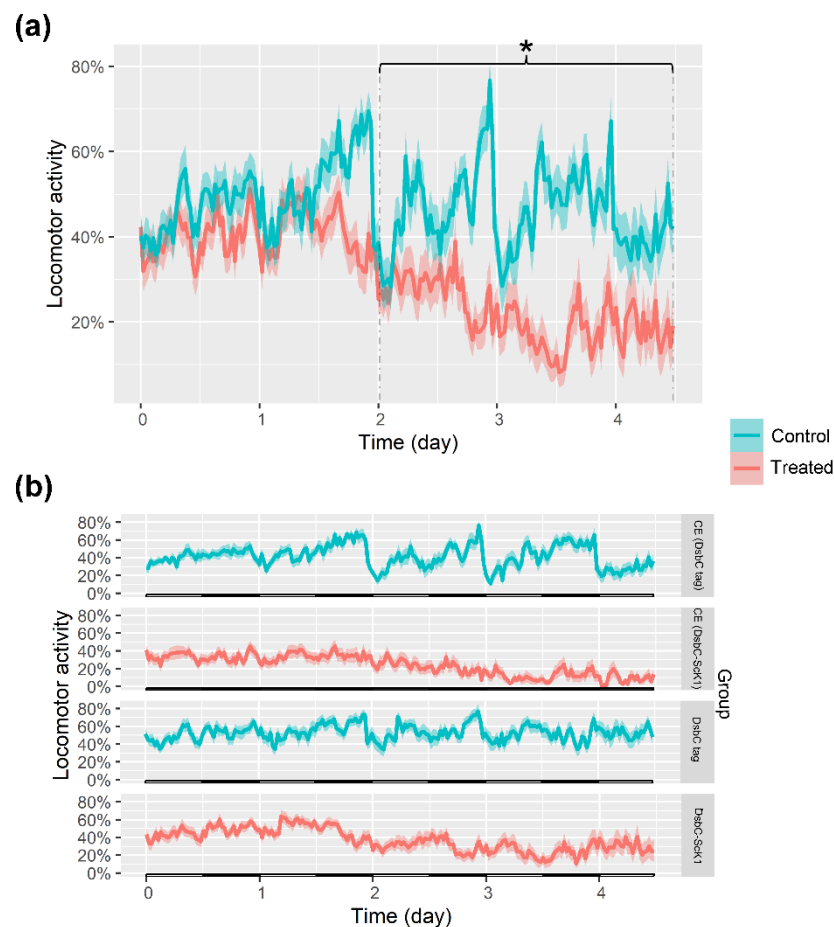 (a)
*
80%
60%
40%
20%
Locomotor activity
0
1
2
3
4
Time (day)
Control
Treated
(b)
80%
60%
40%
20%
0%
CE (DsbC tag)
80%
60%
40%
20%
0%
CE (DsbC-ScK1)
80%
60%
40%
20%
0%
DsbC tag
80%
60%
40%
20%
0%
DsbC-ScK1
Locomotor activity
Group
0
1
2
3
4
Time (day)